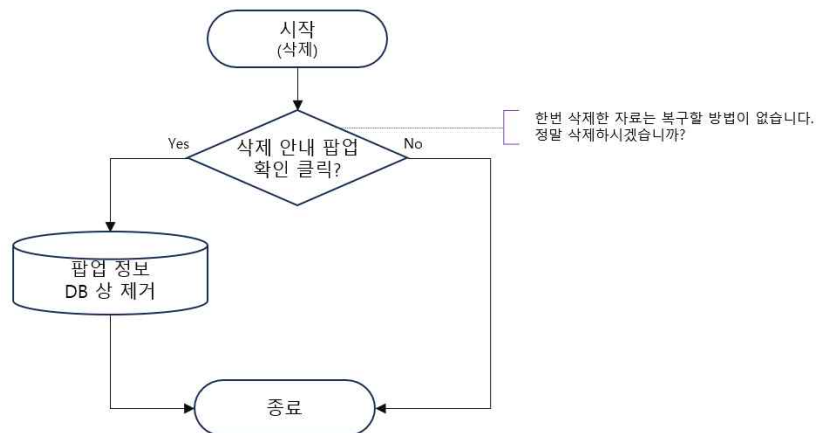 시작
(삭제)
한번 삭제한 자료는 복구할 방법이 없습니다.
정말 삭제하시겠습니까?
Yes
삭제 안내 팝업
확인 클릭?
No
팝업 정보
DB 상 제거
종료